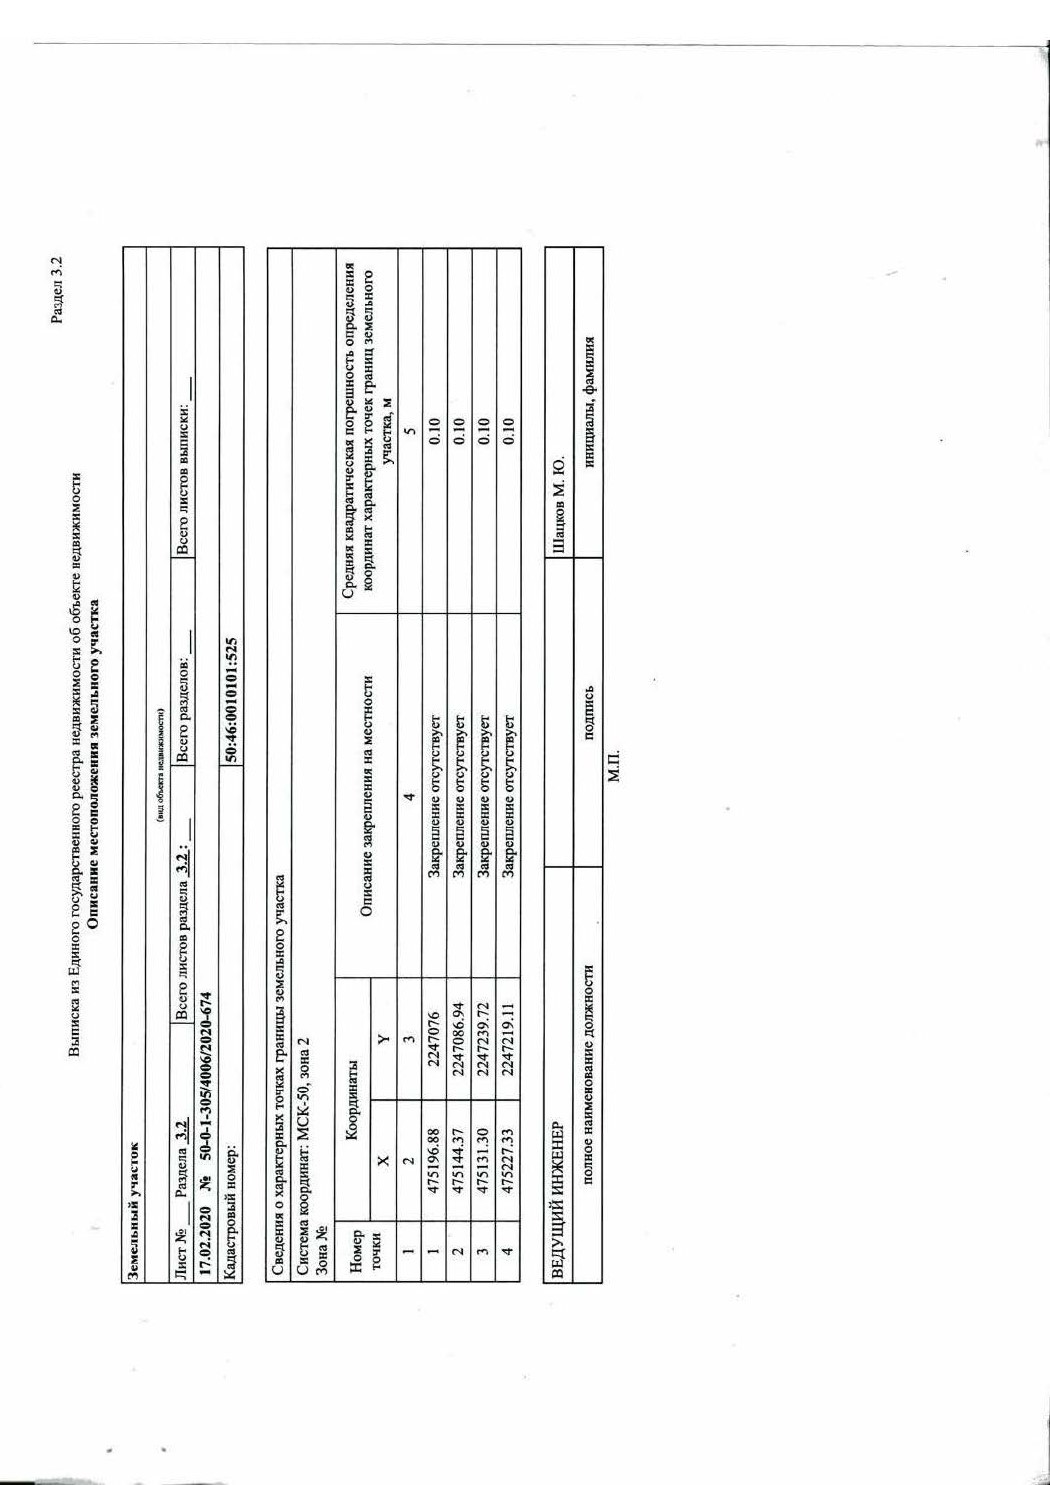 Раздел 3.2
Выписка из Единого государственного реестра недвижимости об объекте недвижимости
Описание местоположения земельного участка
Земельный участок
(вид объекта недвижимости)
Лист № ___ Раздела 3.2 Всего листов раздела 3.2 : ___ Всего разделов: ___ Всего листов выписки: ___
17.02.2020 № 50-0-1-305/4006/2020-674
Кадастровый номер: 50:46:0010101:525
Сведения о характерных точках границы земельного участка
Система координат: МСК-50, зона 2
Зона №
Номер точки Координаты Описание закрепления на местности Средняя квадратическая погрешность определения координат характерных точек границ земельного участка, м
X Y
1 2 3 4 5
1 475196.88 2247076 Закрепление отсутствует 0.10
2 475144.37 2247086.94 Закрепление отсутствует 0.10
3 475131.30 2247239.72 Закрепление отсутствует 0.10
4 475227.33 2247219.11 Закрепление отсутствует 0.10
ВЕДУЩИЙ ИНЖЕНЕР Шацков М. Ю.
полное наименование должности подпись инициалы, фамилия
М.П.